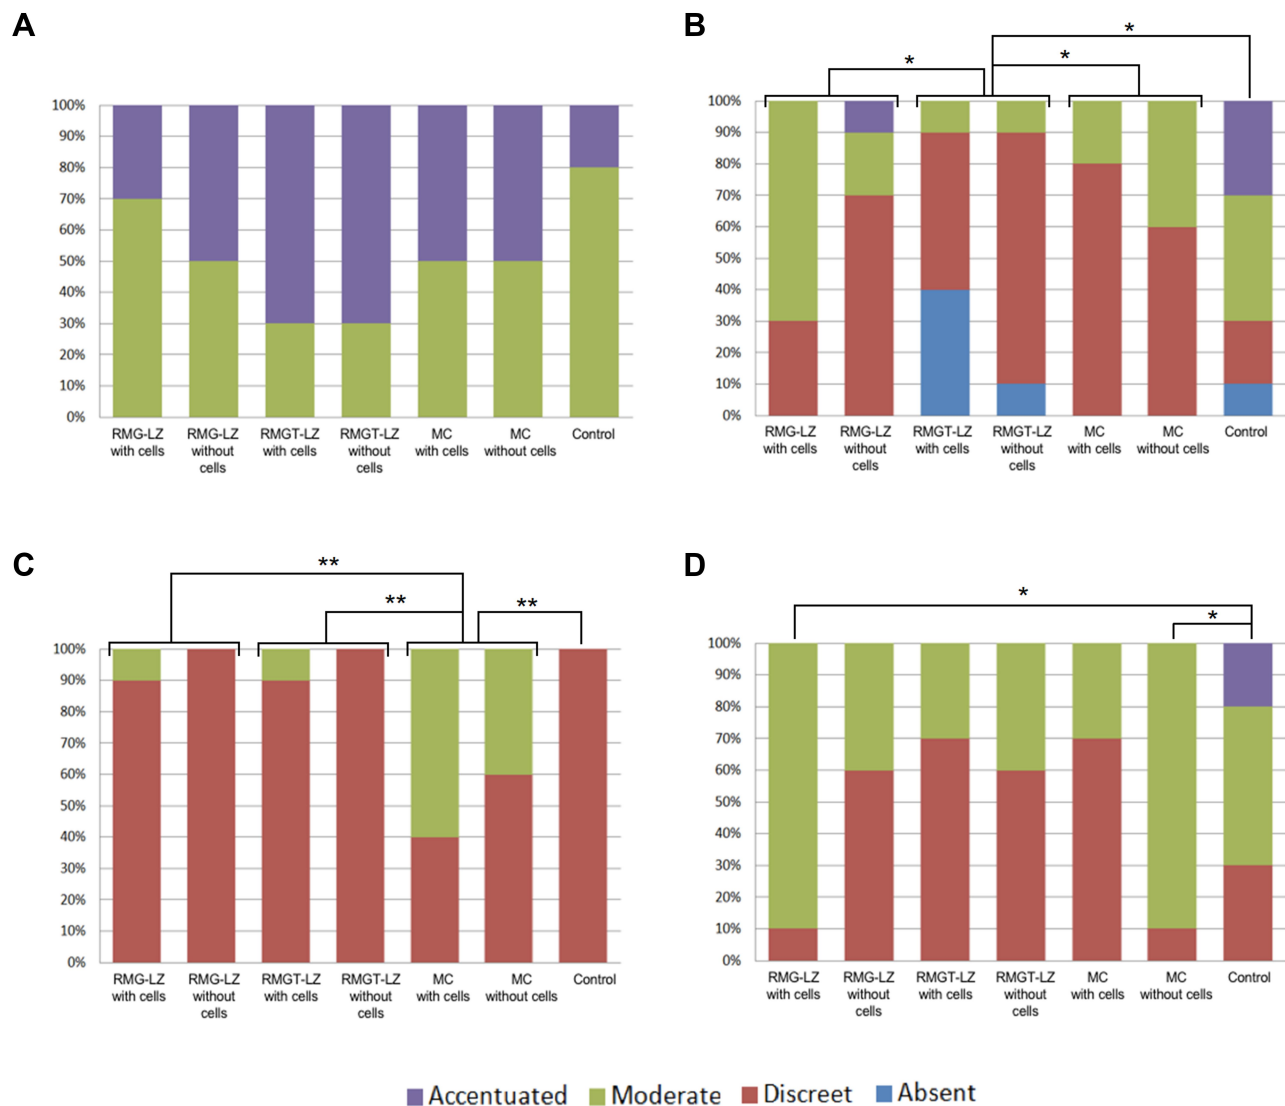 A
100%
90%
80%
70%
60%
50%
40%
30%
20%
10%
0%
RMG-LZ with cells
RMG-LZ without cells
RMGT-LZ with cells
RMGT-LZ without cells
MC with cells
MC without cells
Control
B
*
*
*
100%
90%
80%
70%
60%
50%
40%
30%
20%
10%
0%
RMG-LZ with cells
RMG-LZ without cells
RMGT-LZ with cells
RMGT-LZ without cells
MC with cells
MC without cells
Control
C
**
**
**
100%
90%
80%
70%
60%
50%
40%
30%
20%
10%
0%
RMG-LZ with cells
RMG-LZ without cells
RMGT-LZ with cells
RMGT-LZ without cells
MC with cells
MC without cells
Control
D
*
*
100%
90%
80%
70%
60%
50%
40%
30%
20%
10%
0%
RMG-LZ with cells
RMG-LZ without cells
RMGT-LZ with cells
RMGT-LZ without cells
MC with cells
MC without cells
Control
Accentuated Moderate Discreet Absent